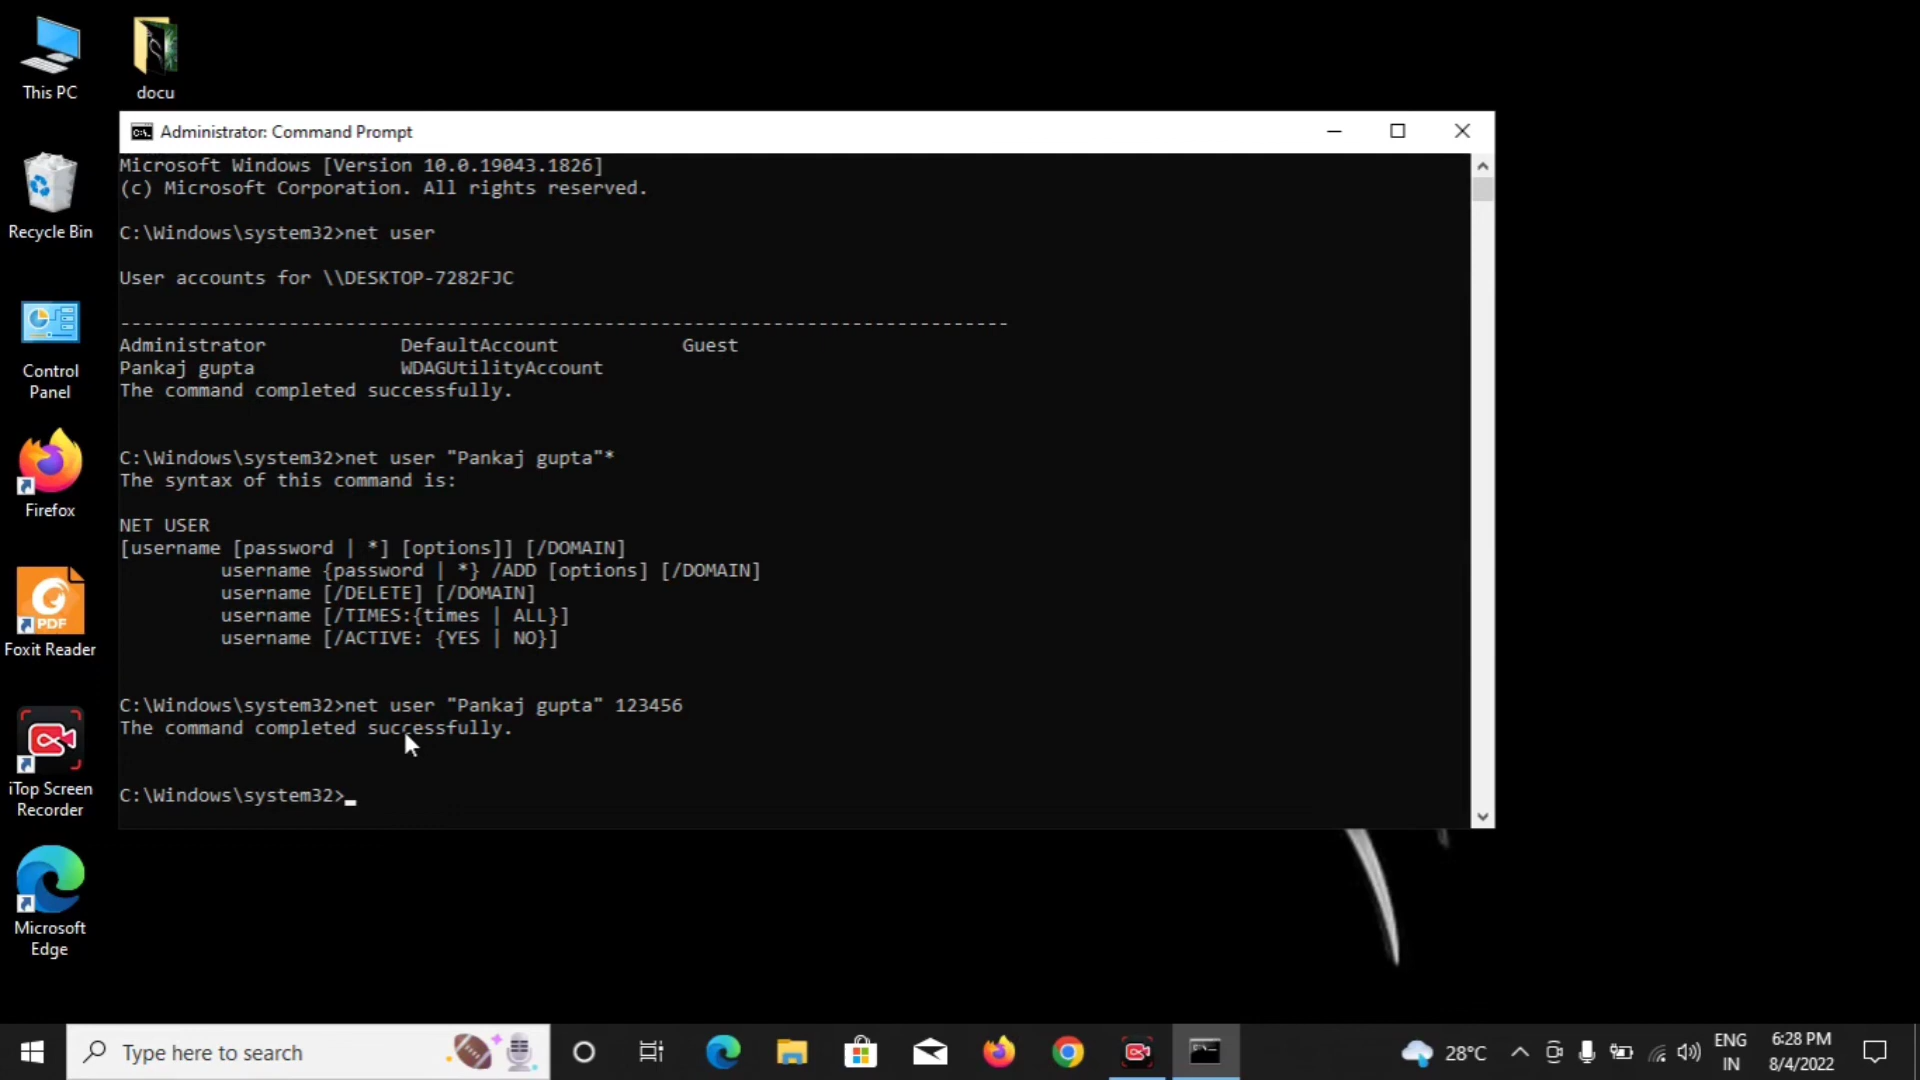 This PC
docu
Recycle Bin
Control
Panel
Firefox
PDF
Foxit Reader
iTop Screen
Recorder
Microsoft
Edge
Administrator: Command Prompt
Microsoft Windows [Version 10.0.19043.1826]
(c) Microsoft Corporation. All rights reserved.
C:\Windows\system32>net user
User accounts for \\DESKTOP-7282FJC
-------------------------------------------------------------------------------
Administrator            DefaultAccount           Guest
Pankaj gupta             WDAGUtilityAccount
The command completed successfully.
C:\Windows\system32>net user "Pankaj gupta"*
The syntax of this command is:
NET USER
[username [password | *] [options]] [/DOMAIN]
         username {password | *} /ADD [options] [/DOMAIN]
         username [/DELETE] [/DOMAIN]
         username [/TIMES:{times | ALL}]
         username [/ACTIVE: {YES | NO}]
C:\Windows\system32>net user "Pankaj gupta" 123456
The command completed successfully.
C:\Windows\system32>
Type here to search
28°C
ENG
IN
6:28 PM
8/4/2022